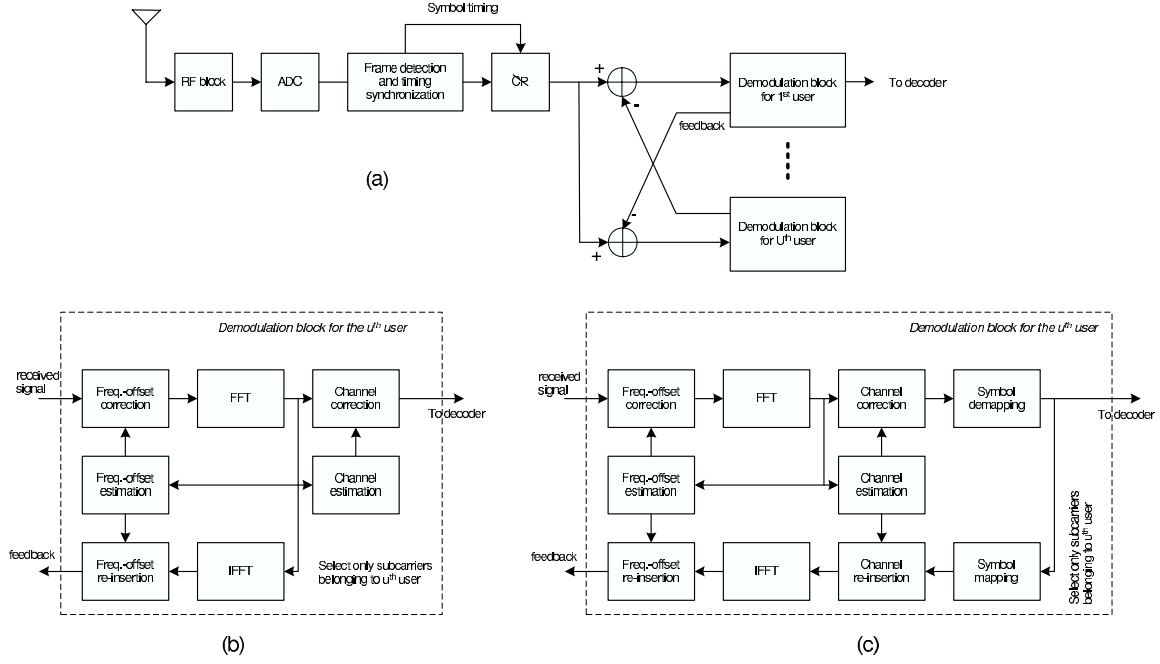 Symbol timing
RF block
ADC
Frame detection
and timing
synchronization
CR
+
-
Demodulation block
for 1st user
To decoder
feedback
(a)
-
+
Demodulation block
for Uth user
Demodulation block for the uth user
received
signal
Freq.-offset
correction
FFT
Channel
correction
To decoder
Freq.-offset
estimation
Channel
estimation
feedback
Freq.-offset
re-insertion
IFFT
Select only subcarriers
belonging to uth user
(b)
Demodulation block for the uth user
received
signal
Freq.-offset
correction
FFT
Channel
correction
Symbol
demapping
To decoder
Freq.-offset
estimation
Channel
estimation
Select only subcarriers
belonging to uth user
feedback
Freq.-offset
re-insertion
IFFT
Channel
re-insertion
Symbol
mapping
(c)